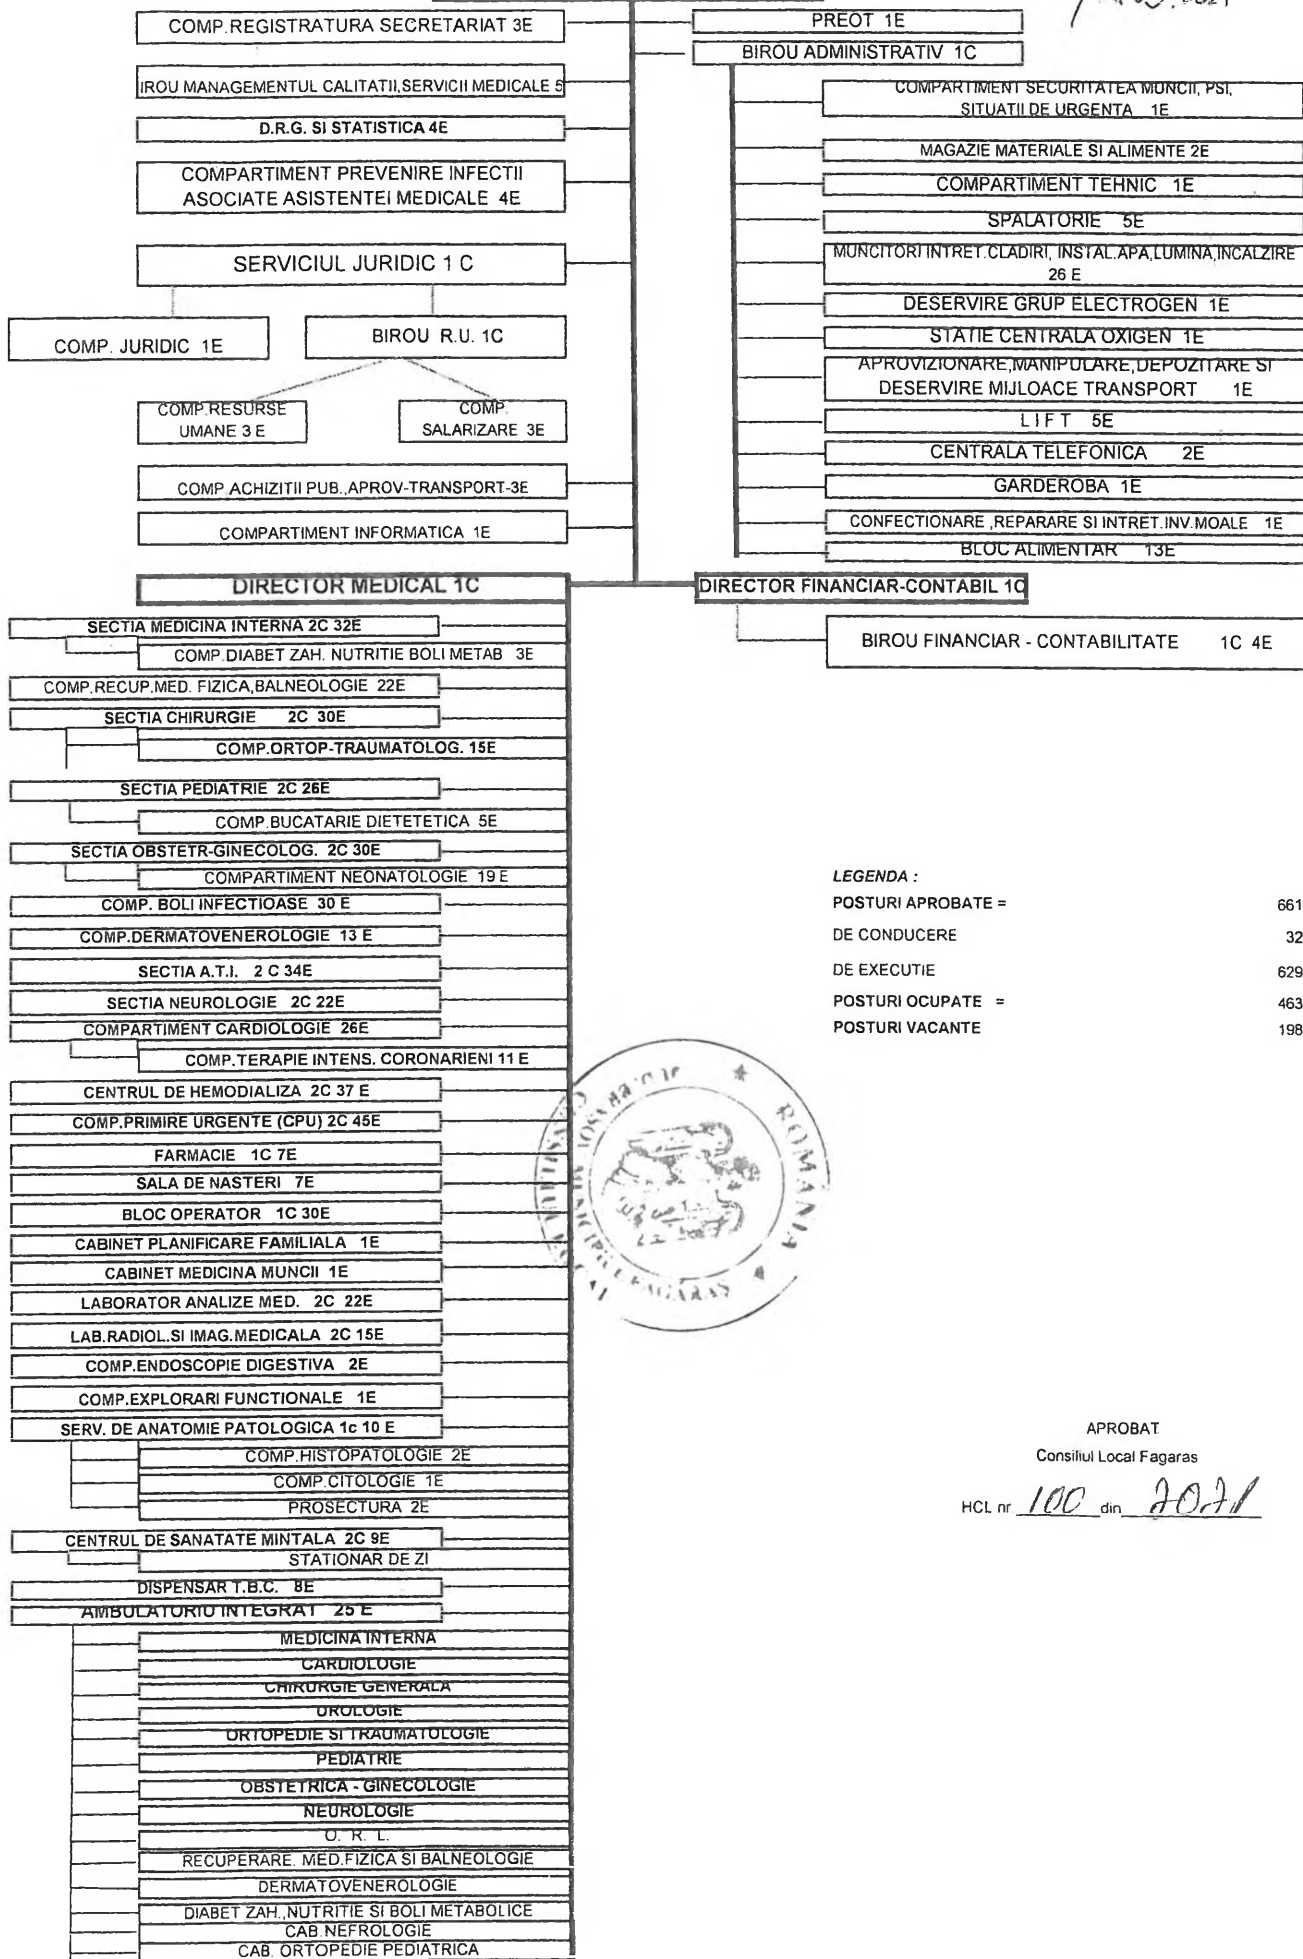 COMP.REGISTRATURA SECRETARIAT 3E
PREOT 1E
BIROU ADMINISTRATIV 1C
IROU MANAGEMENTUL CALITATII,SERVICII MEDICALE 5
D.R.G. SI STATISTICA 4E
COMPARTIMENT PREVENIRE INFECTII
ASOCIATE ASISTENTEI MEDICALE 4E
SERVICIUL JURIDIC 1 C
COMP. JURIDIC 1E
BIROU R.U. 1C
COMP.RESURSE
UMANE 3 E
COMP.
SALARIZARE 3E
COMP.ACHIZITII PUB.,APROV-TRANSPORT-3E
COMPARTIMENT INFORMATICA 1E
COMPARTIMENT SECURITATEA MUNCII, PSI,
SITUATII DE URGENTA 1E
MAGAZIE MATERIALE SI ALIMENTE 2E
COMPARTIMENT TEHNIC 1E
SPALATORIE 5E
MUNCITORI INTRET.CLADIRI, INSTAL.APA,LUMINA,INCALZIRE
26 E
DESERVIRE GRUP ELECTROGEN 1E
STATIE CENTRALA OXIGEN 1E
APROVIZIONARE,MANIPULARE,DEPOZITARE SI
DESERVIRE MIJLOACE TRANSPORT 1E
L I F T 5E
CENTRALA TELEFONICA 2E
GARDEROBA 1E
CONFECTIONARE ,REPARARE SI INTRET.INV.MOALE 1E
BLOC ALIMENTAR 13E
DIRECTOR MEDICAL 1C
DIRECTOR FINANCIAR-CONTABIL 1C
BIROU FINANCIAR - CONTABILITATE 1C 4E
SECTIA MEDICINA INTERNA 2C 32E
COMP.DIABET ZAH. NUTRITIE BOLI METAB 3E
COMP.RECUP.MED. FIZICA,BALNEOLOGIE 22E
SECTIA CHIRURGIE 2C 30E
COMP.ORTOP-TRAUMATOLOG. 15E
SECTIA PEDIATRIE 2C 26E
COMP.BUCATARIE DIETETETICA 5E
SECTIA OBSTETR-GINECOLOG. 2C 30E
COMPARTIMENT NEONATOLOGIE 19 E
COMP. BOLI INFECTIOASE 30 E
COMP.DERMATOVENEROLOGIE 13 E
SECTIA A.T.I. 2 C 34E
SECTIA NEUROLOGIE 2C 22E
COMPARTIMENT CARDIOLOGIE 26E
COMP.TERAPIE INTENS. CORONARIENI 11 E
CENTRUL DE HEMODIALIZA 2C 37 E
COMP.PRIMIRE URGENTE (CPU) 2C 45E
FARMACIE 1C 7E
SALA DE NASTERI 7E
BLOC OPERATOR 1C 30E
CABINET PLANIFICARE FAMILIALA 1E
CABINET MEDICINA MUNCII 1E
LABORATOR ANALIZE MED. 2C 22E
LAB.RADIOL.SI IMAG.MEDICALA 2C 15E
COMP.ENDOSCOPIE DIGESTIVA 2E
COMP.EXPLORARI FUNCTIONALE 1E
SERV. DE ANATOMIE PATOLOGICA 1c 10 E
COMP.HISTOPATOLOGIE 2E
COMP.CITOLOGIE 1E
PROSECTURA 2E
CENTRUL DE SANATATE MINTALA 2C 9E
STATIONAR DE ZI
DISPENSAR T.B.C. 8E
AMBULATORIU INTEGRAT 25 E
MEDICINA INTERNA
CARDIOLOGIE
CHIRURGIE GENERALA
UROLOGIE
ORTOPEDIE SI TRAUMATOLOGIE
PEDIATRIE
OBSTETRICA - GINECOLOGIE
NEUROLOGIE
O. R. L.
RECUPERARE. MED.FIZICA SI BALNEOLOGIE
DERMATOVENEROLOGIE
DIABET ZAH.,NUTRITIE SI BOLI METABOLICE
CAB.NEFROLOGIE
CAB. ORTOPEDIE PEDIATRICA
LEGENDA :
POSTURI APROBATE = 661
DE CONDUCERE 32
DE EXECUTIE 629
POSTURI OCUPATE = 463
POSTURI VACANTE 198
ROMÂNIA
FAGARAS
APROBAT
Consiliul Local Fagaras
HCL nr 100 din 2021